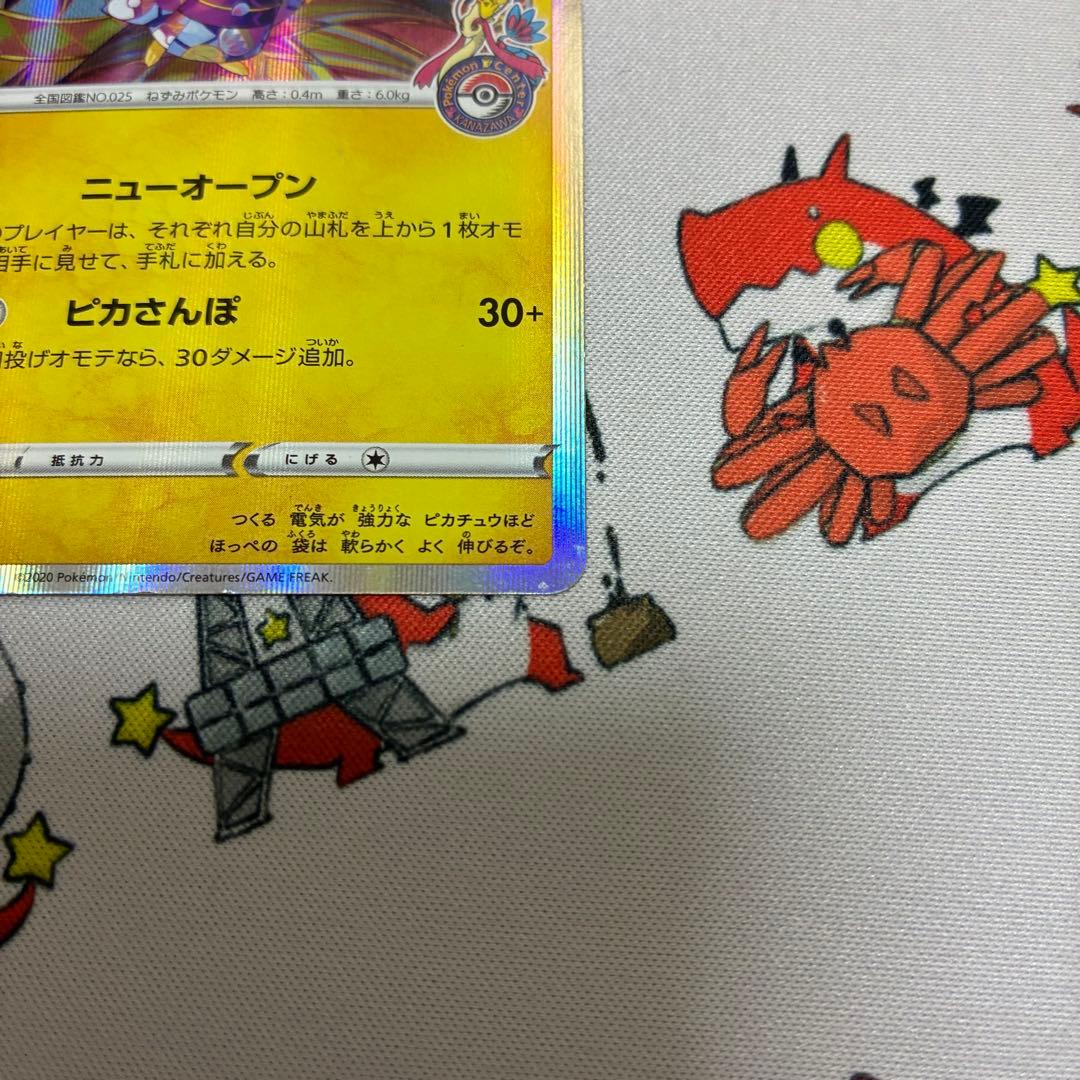 Pokémon Center
KANAZAWA
全国図鑑NO.025 ねずみポケモン 高さ：0.4m 重さ：6.0kg
ニューオープン
プレイヤーは、それぞれ自分の山札を上から1枚オモ
相手に見せて、手札に加える。
ピカさんぽ 30+
投げオモテなら、30ダメージ追加。
抵抗力 にげる
つくる 電気が 強力な ピカチュウほど
ほっぺの 袋は 軟らかく よく 伸びるぞ。
©2020 Pokémon/Nintendo/Creatures/GAME FREAK.